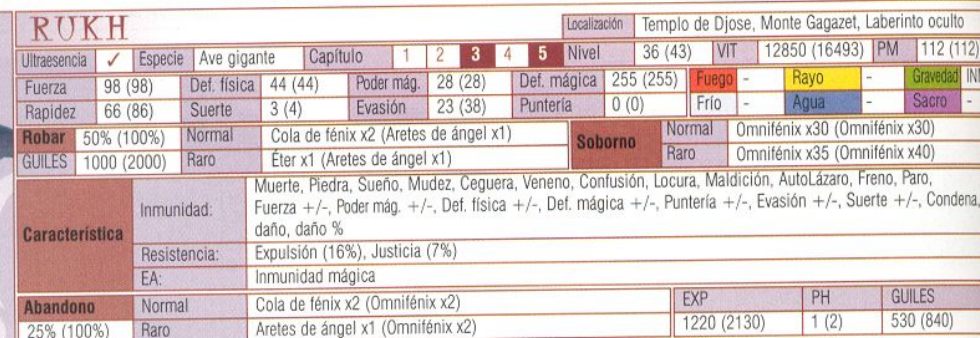 RUKH Localización Templo de Djose, Monte Gagazet, Laberinto oculto
Ultraesencia ✓ Especie Ave gigante Capítulo 1 2 3 4 5 Nivel 36 (43) VIT 12850 (16493) PM 112 (112)
Fuerza 98 (98) Def. física 44 (44) Poder mág. 28 (28) Def. mágica 255 (255) Fuego - Rayo - Gravedad
Rapidez 66 (86) Suerte 3 (4) Evasión 23 (38) Puntería 0 (0) Frío - Agua - Sacro -
Robar 50% (100%) Normal Cola de fénix x2 (Aretes de ángel x1) Soborno Normal Omnifénix x30 (Omnifénix x30)
GUILES 1000 (2000) Raro Éter x1 (Aretes de ángel x1) Raro Omnifénix x35 (Omnifénix x40)
Característica Inmunidad: Muerte, Piedra, Sueño, Mudez, Ceguera, Veneno, Confusión, Locura, Maldición, AutoLázaro, Freno, Paro,
Fuerza +/-, Poder mág. +/-, Def. física +/-, Def. mágica +/-, Puntería +/-, Evasión +/-, Suerte +/-, Condena,
daño, daño %
Resistencia: Expulsión (16%), Justicia (7%)
EA: Inmunidad mágica
Abandono Normal Cola de fénix x2 (Omnifénix x2) EXP PH GUILES
25% (100%) Raro Aretes de ángel x1 (Omnifénix x2) 1220 (2130) 1 (2) 530 (840)